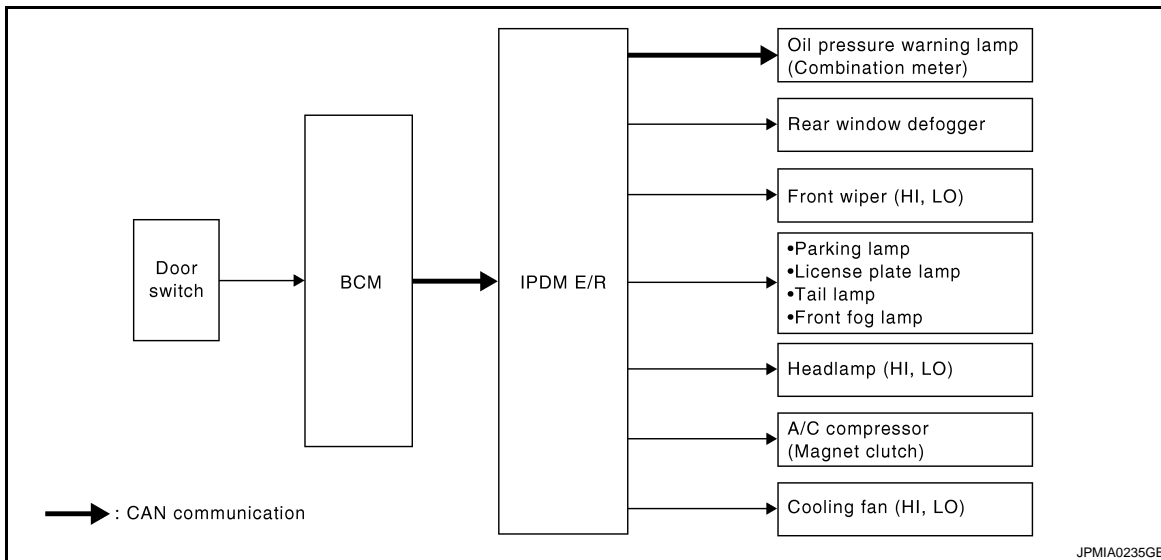 Door
switch
BCM
IPDM E/R
Oil pressure warning lamp
(Combination meter)
Rear window defogger
Front wiper (HI, LO)
•Parking lamp
•License plate lamp
•Tail lamp
•Front fog lamp
Headlamp (HI, LO)
A/C compressor
(Magnet clutch)
Cooling fan (HI, LO)
: CAN communication